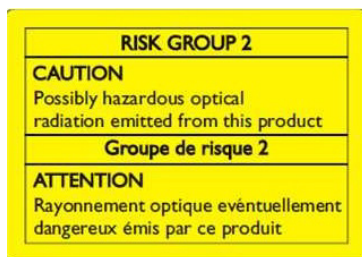 RISK GROUP 2
CAUTION
Possibly hazardous optical
radiation emitted from this product
Groupe de risque 2
ATTENTION
Rayonnement optique evéntuellement
dangereux émis par ce produit